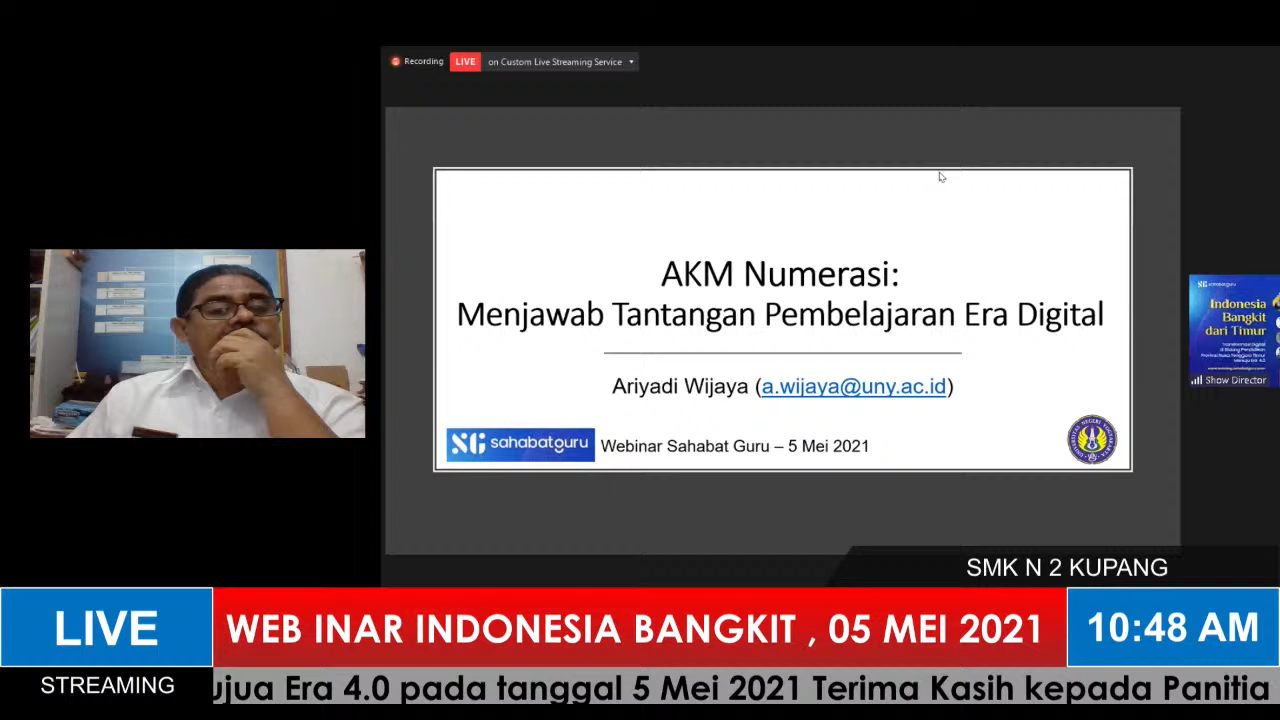 Recording
LIVE
on Custom Live Streaming Service
AKM Numerasi:
Menjawab Tantangan Pembelajaran Era Digital
Ariyadi Wijaya (a.wijaya@uny.ac.id)
SG sahabatguru
Webinar Sahabat Guru – 5 Mei 2021
Indonesia
Bangkit
dari Timur
Show Director
SMK N 2 KUPANG
LIVE
WEB INAR INDONESIA BANGKIT , 05 MEI 2021
10:48 AM
STREAMING
ujua Era 4.0 pada tanggal 5 Mei 2021 Terima Kasih kepada Panitia